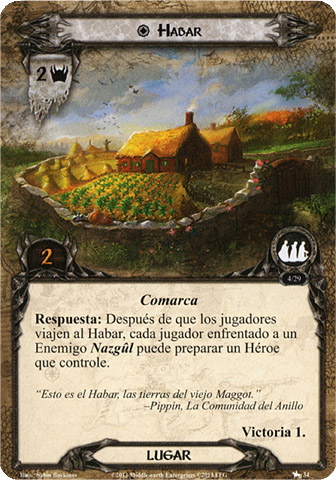 Habar
2
2
4/29
Comarca
Respuesta: Después de que los jugadores
viajen al Habar, cada jugador enfrentado a un
Enemigo Nazgûl puede preparar un Héroe
que controle.
“Esto es el Habar, las tierras del viejo Maggot.”
–Pippin, La Comunidad del Anillo
Victoria 1.
LUGAR
34